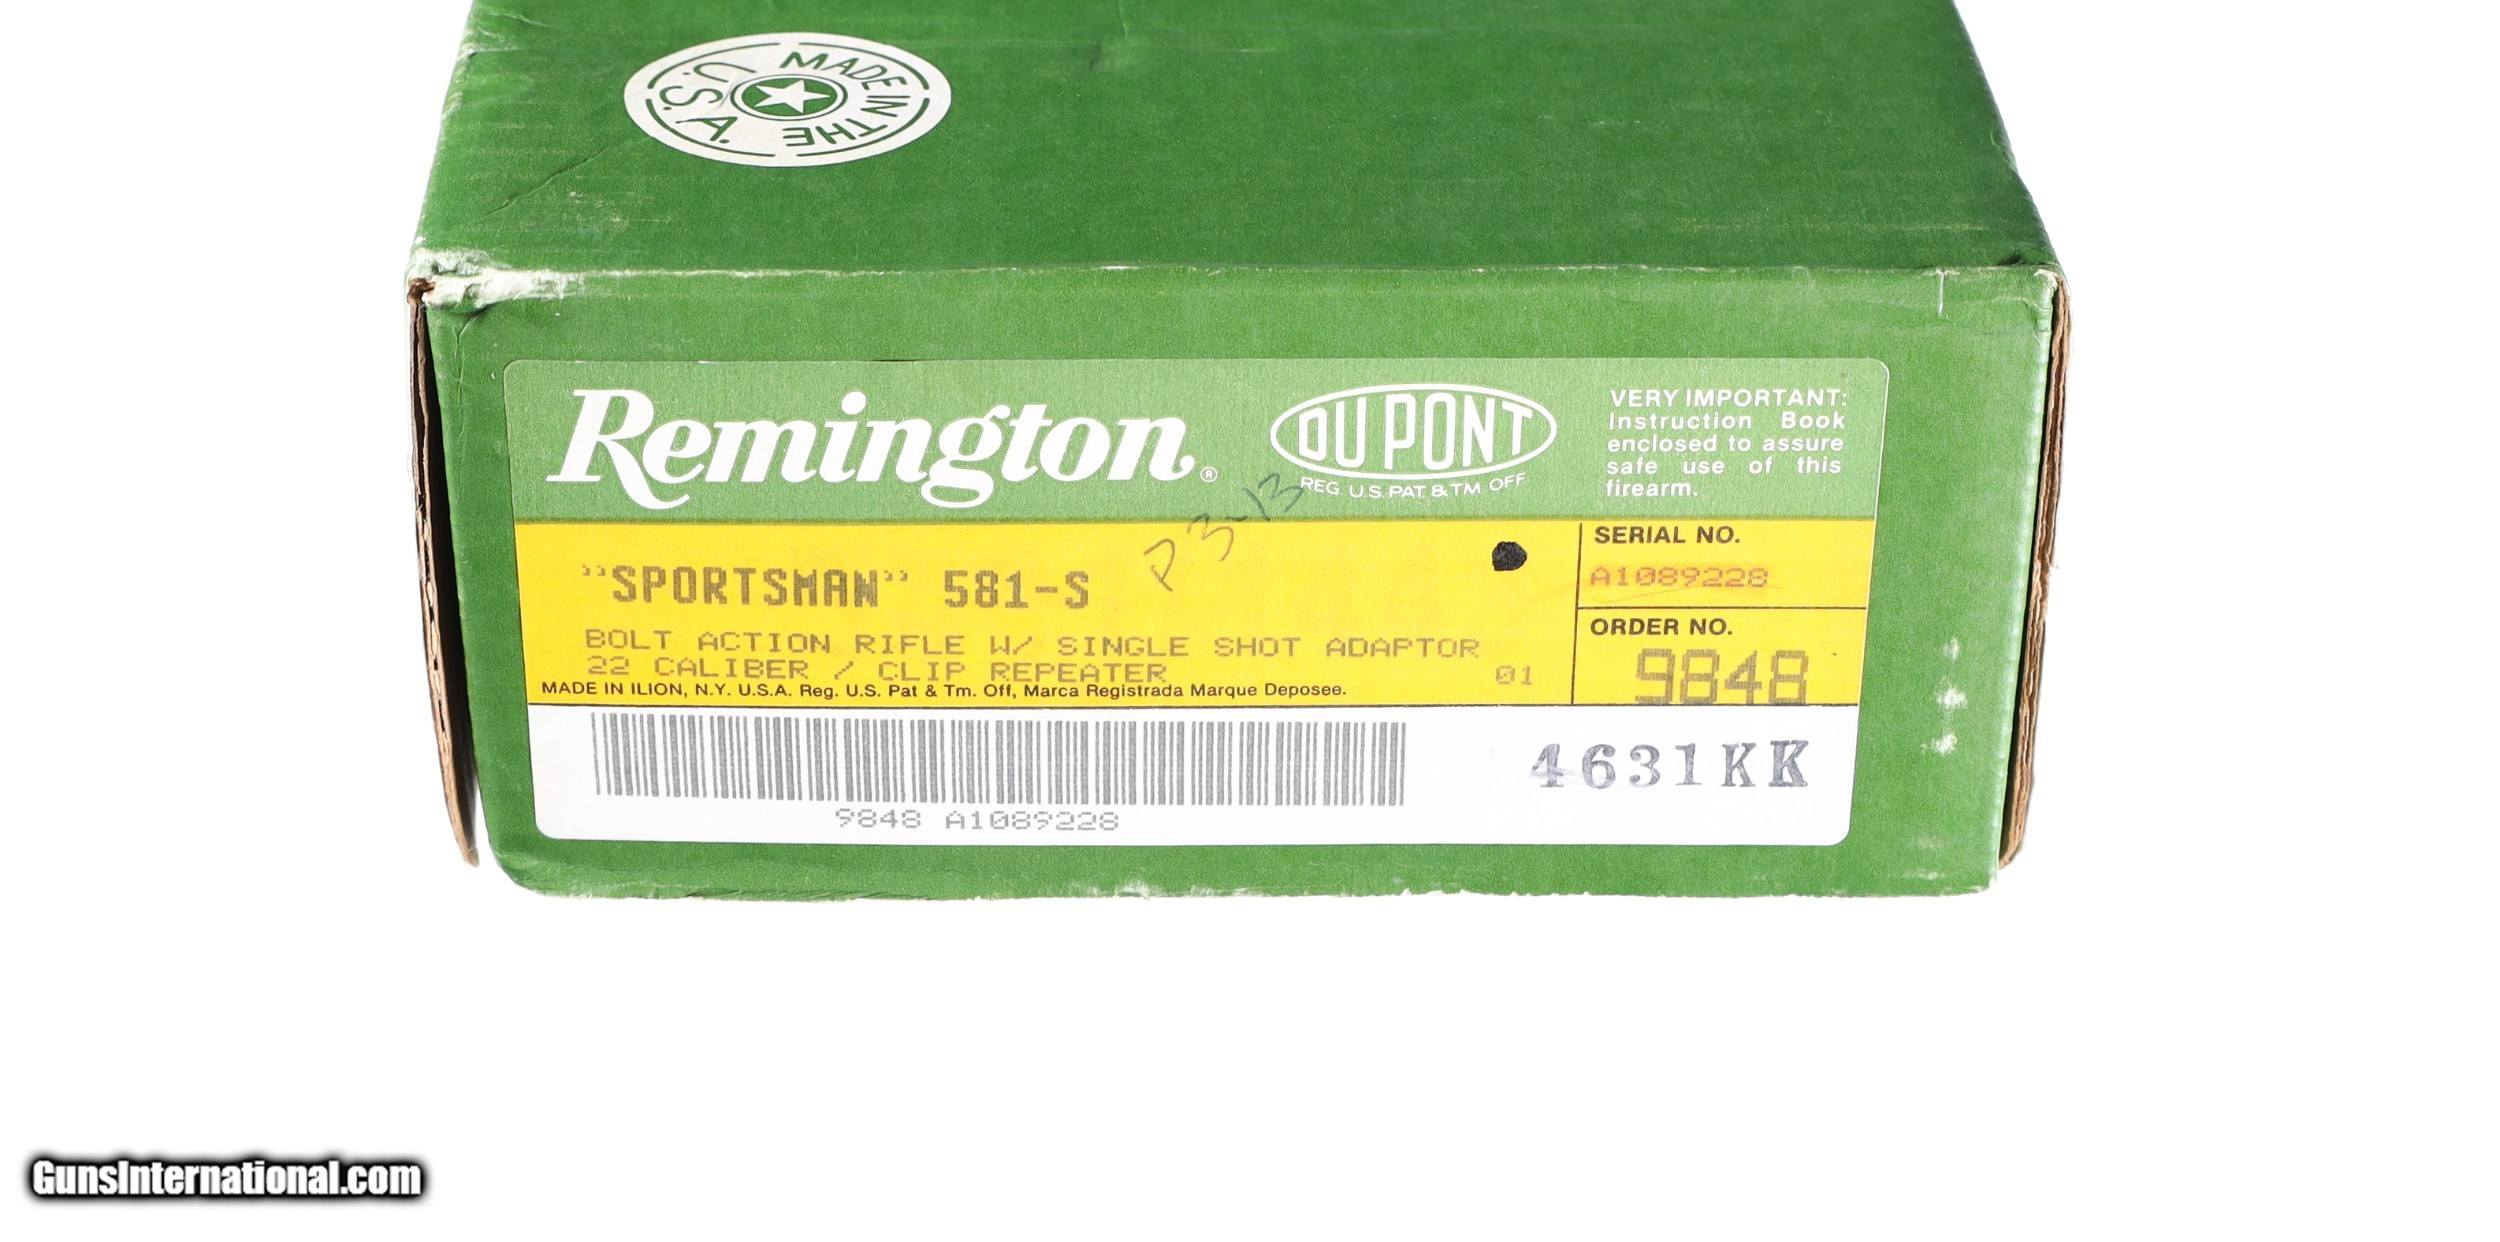 MADE IN THE U.S.A.
Remington®
DU PONT
REG. U.S. PAT. & TM. OFF.
VERY IMPORTANT:
Instruction Book
enclosed to assure
safe use of this
firearm.
P 3-13
"SPORTSMAN" 581-S
BOLT ACTION RIFLE W/ SINGLE SHOT ADAPTOR
22 CALIBER / CLIP REPEATER 01
MADE IN ILION, N.Y. U.S.A. Reg. U.S. Pat & Tm. Off, Marca Registrada Marque Deposee.
SERIAL NO.
A1089228
ORDER NO.
9848
9848 A1089228
4631KK
GunsInternational.com